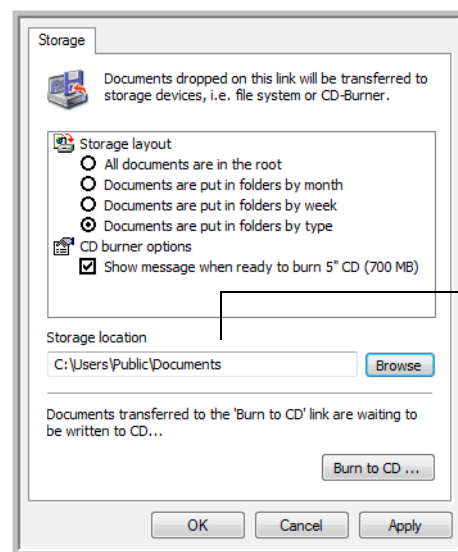 Storage
Documents dropped on this link will be transferred to
storage devices, i.e. file system or CD-Burner.
Storage layout
All documents are in the root
Documents are put in folders by month
Documents are put in folders by week
Documents are put in folders by type
CD burner options
Show message when ready to burn 5" CD (700 MB)
Storage location
C:\Users\Public\Documents
Browse
Documents transferred to the 'Burn to CD' link are waiting to
be written to CD...
Burn to CD ...
OK Cancel Apply